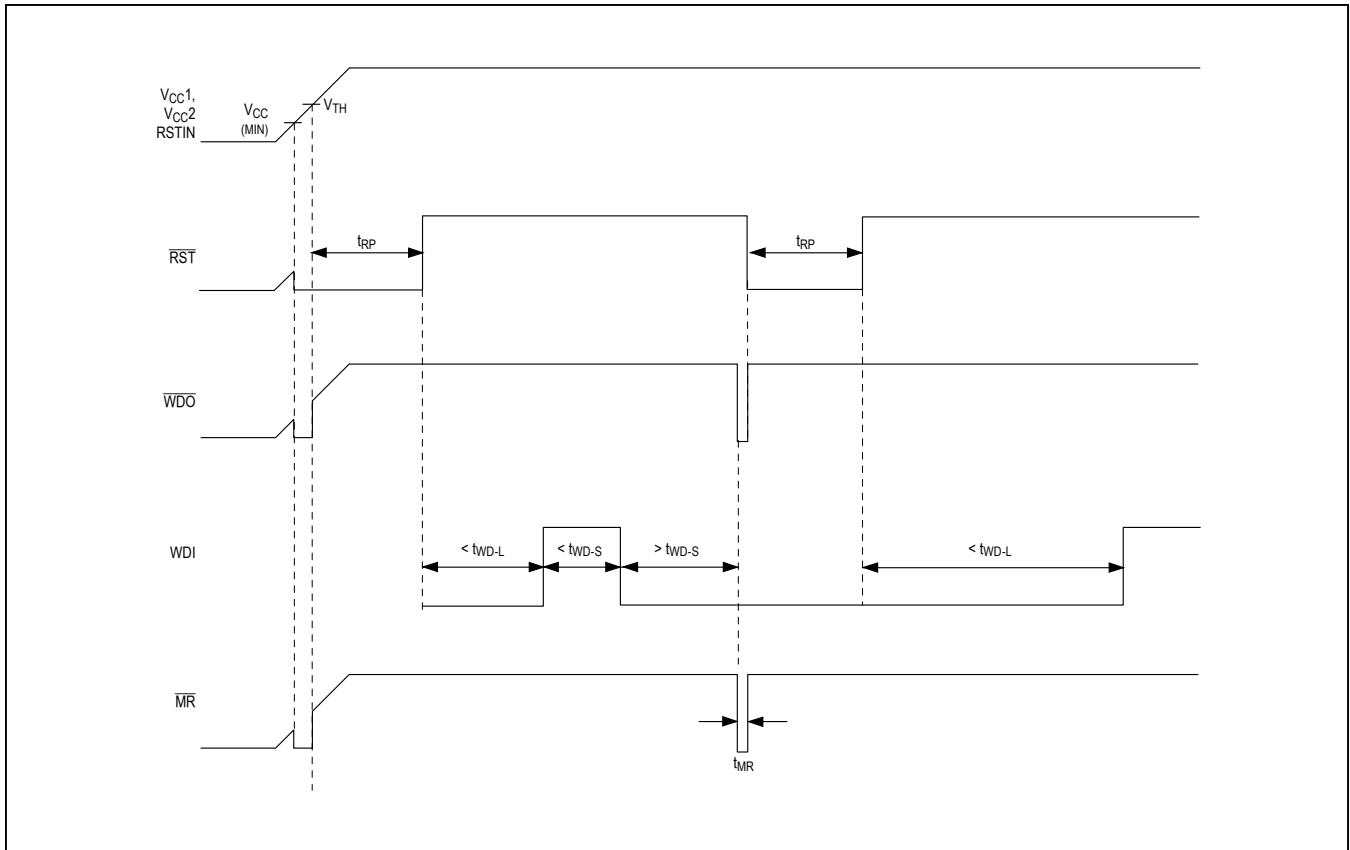 VCC1,
VCC2
RSTIN
VCC
(MIN)
VTH
RST
tRP
tRP
WDO
WDI
< tWD-L
< tWD-S
> tWD-S
< tWD-L
MR
tMR